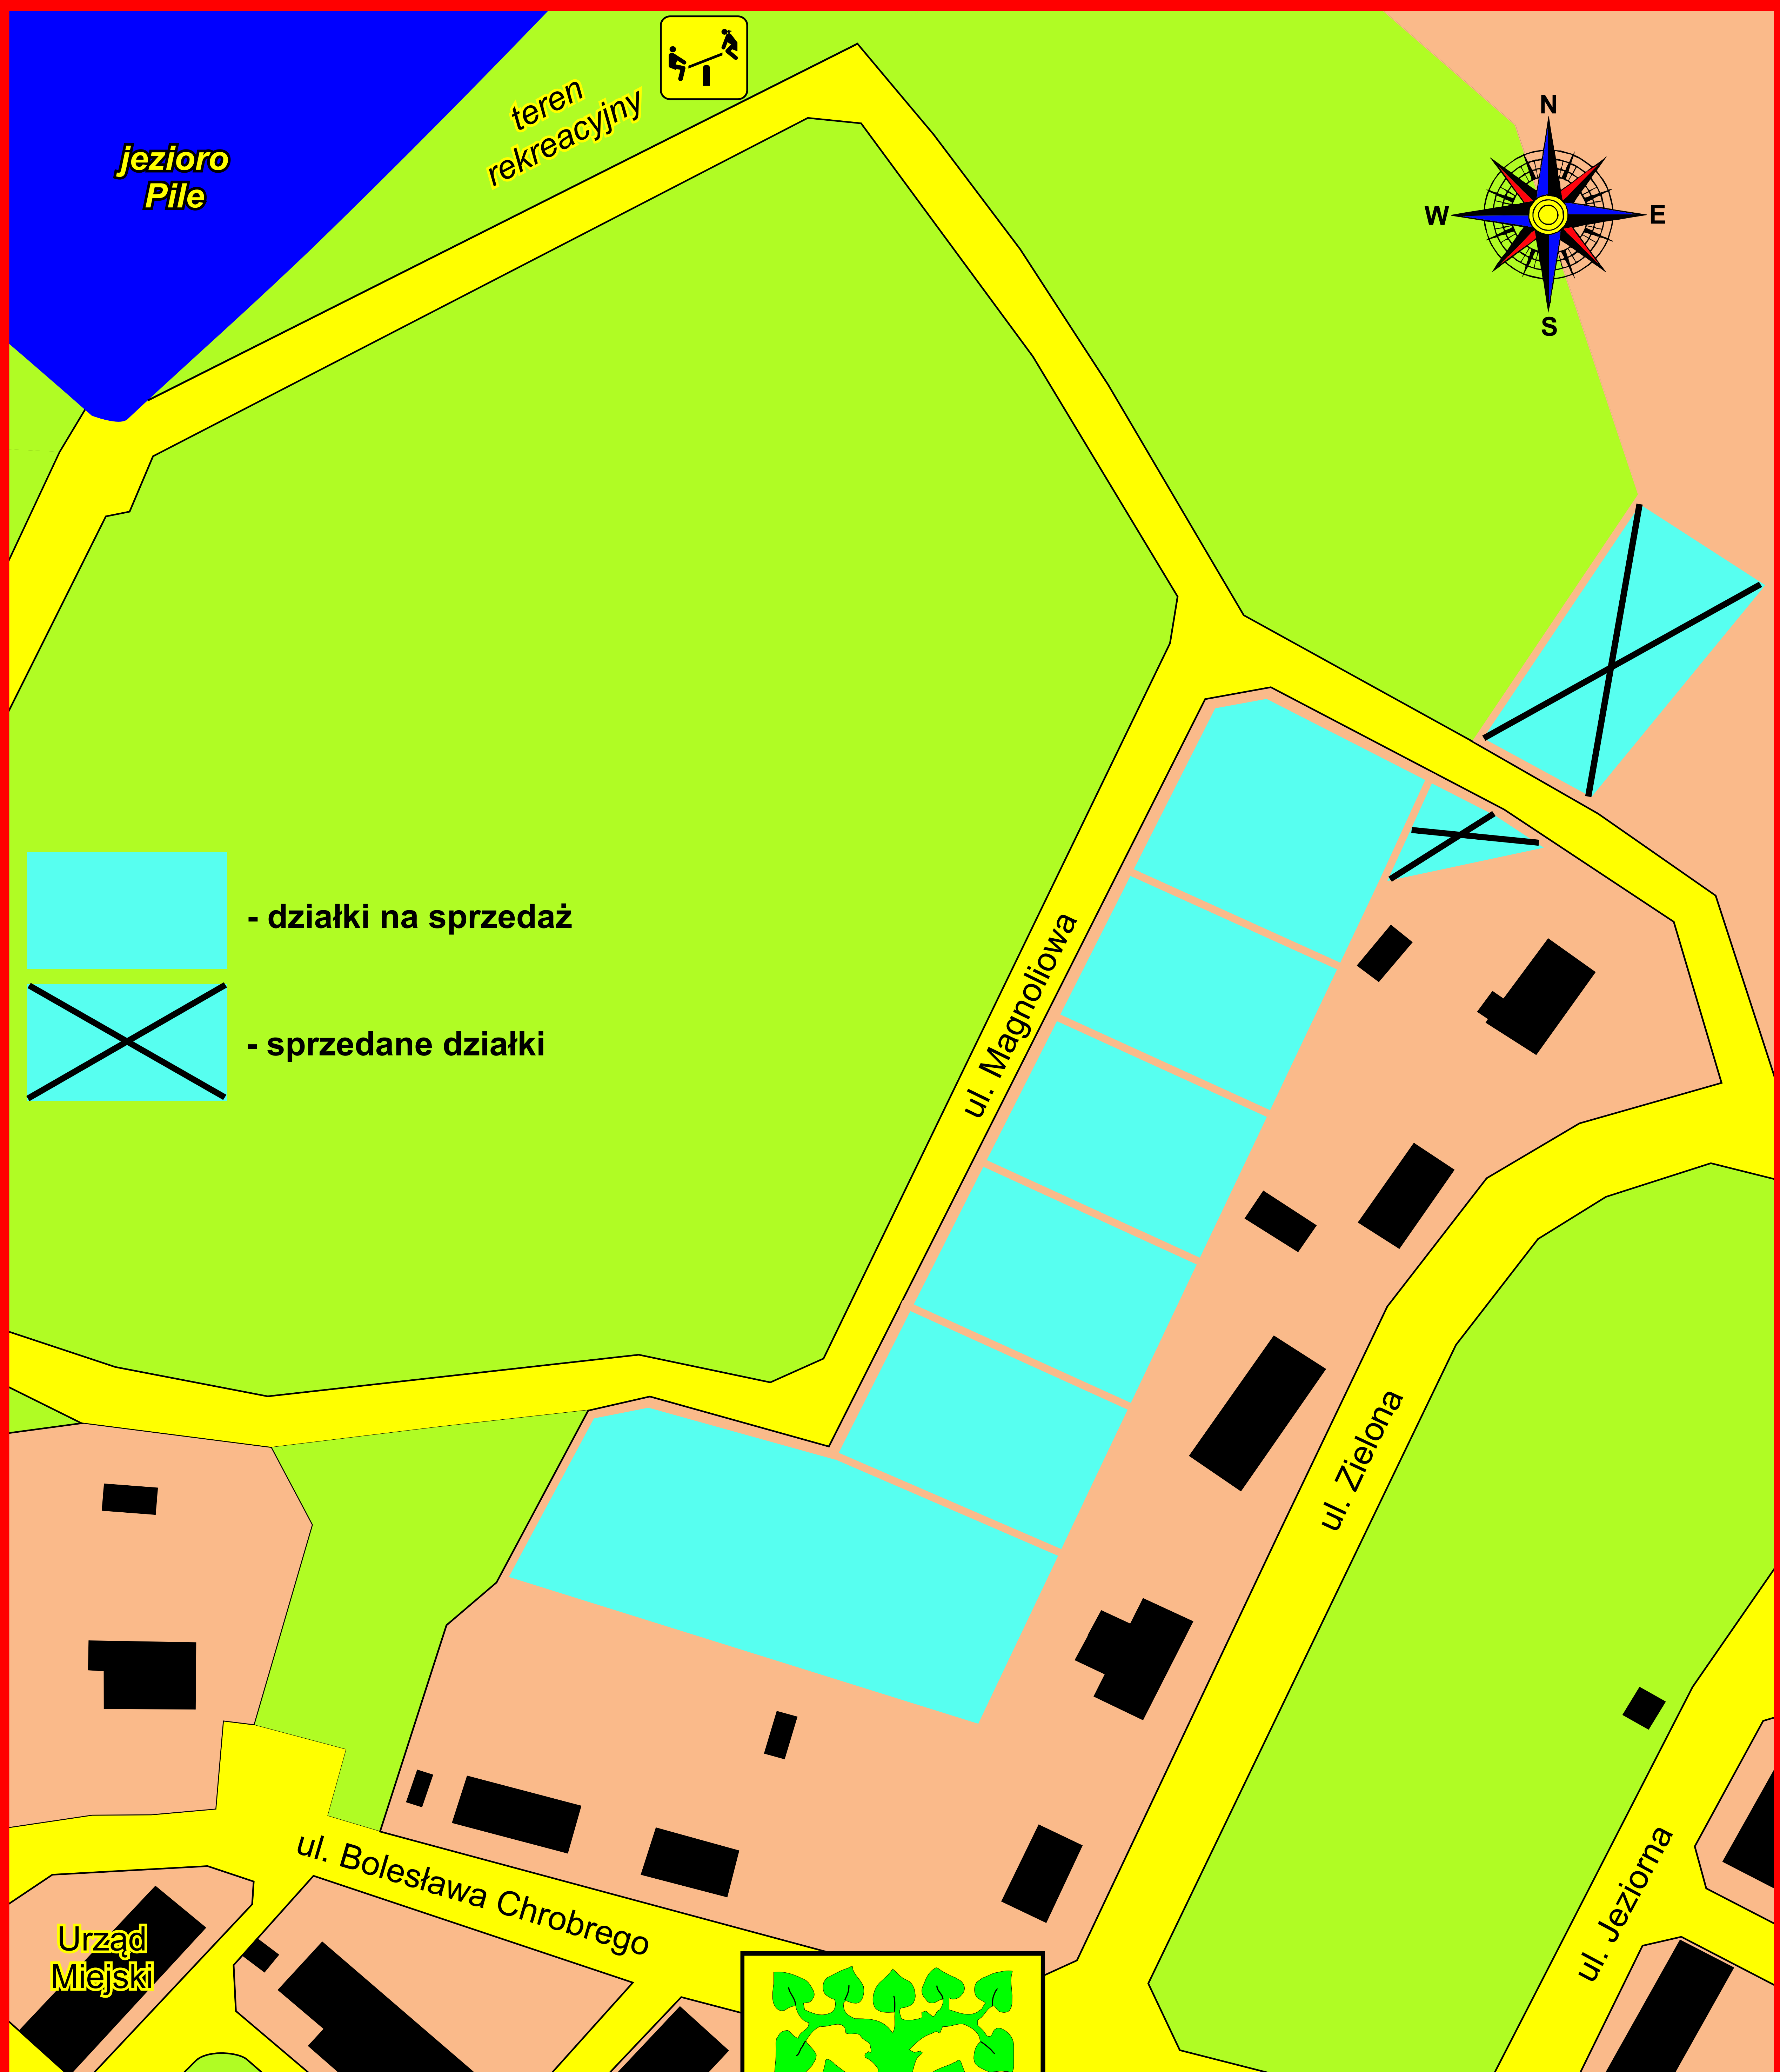 teren
rekreacyjny
N
jezioro
Pile
W
E
S
- działki na sprzedaż
ul. Magnoliowa
- sprzedane działki
ul. Zielona
ul. Bolesława Chrobrego
ul. Jeziorna
Urząd
Miejski